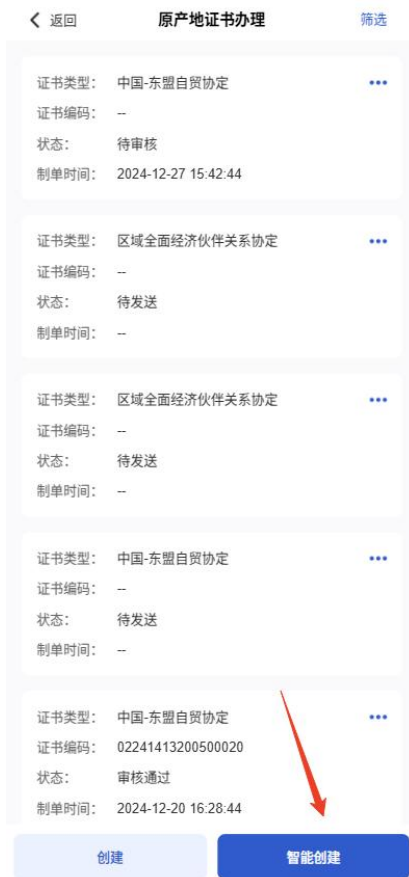 返回 原产地证书办理 筛选
证书类型： 中国-东盟自贸协定
证书编码： --
状态： 待审核
制单时间： 2024-12-27 15:42:44
证书类型： 区域全面经济伙伴关系协定
证书编码： --
状态： 待发送
制单时间： --
证书类型： 区域全面经济伙伴关系协定
证书编码： --
状态： 待发送
制单时间： --
证书类型： 中国-东盟自贸协定
证书编码： --
状态： 待发送
制单时间： --
证书类型： 中国-东盟自贸协定
证书编码： 02241413200500020
状态： 审核通过
制单时间： 2024-12-20 16:28:44
创建 智能创建